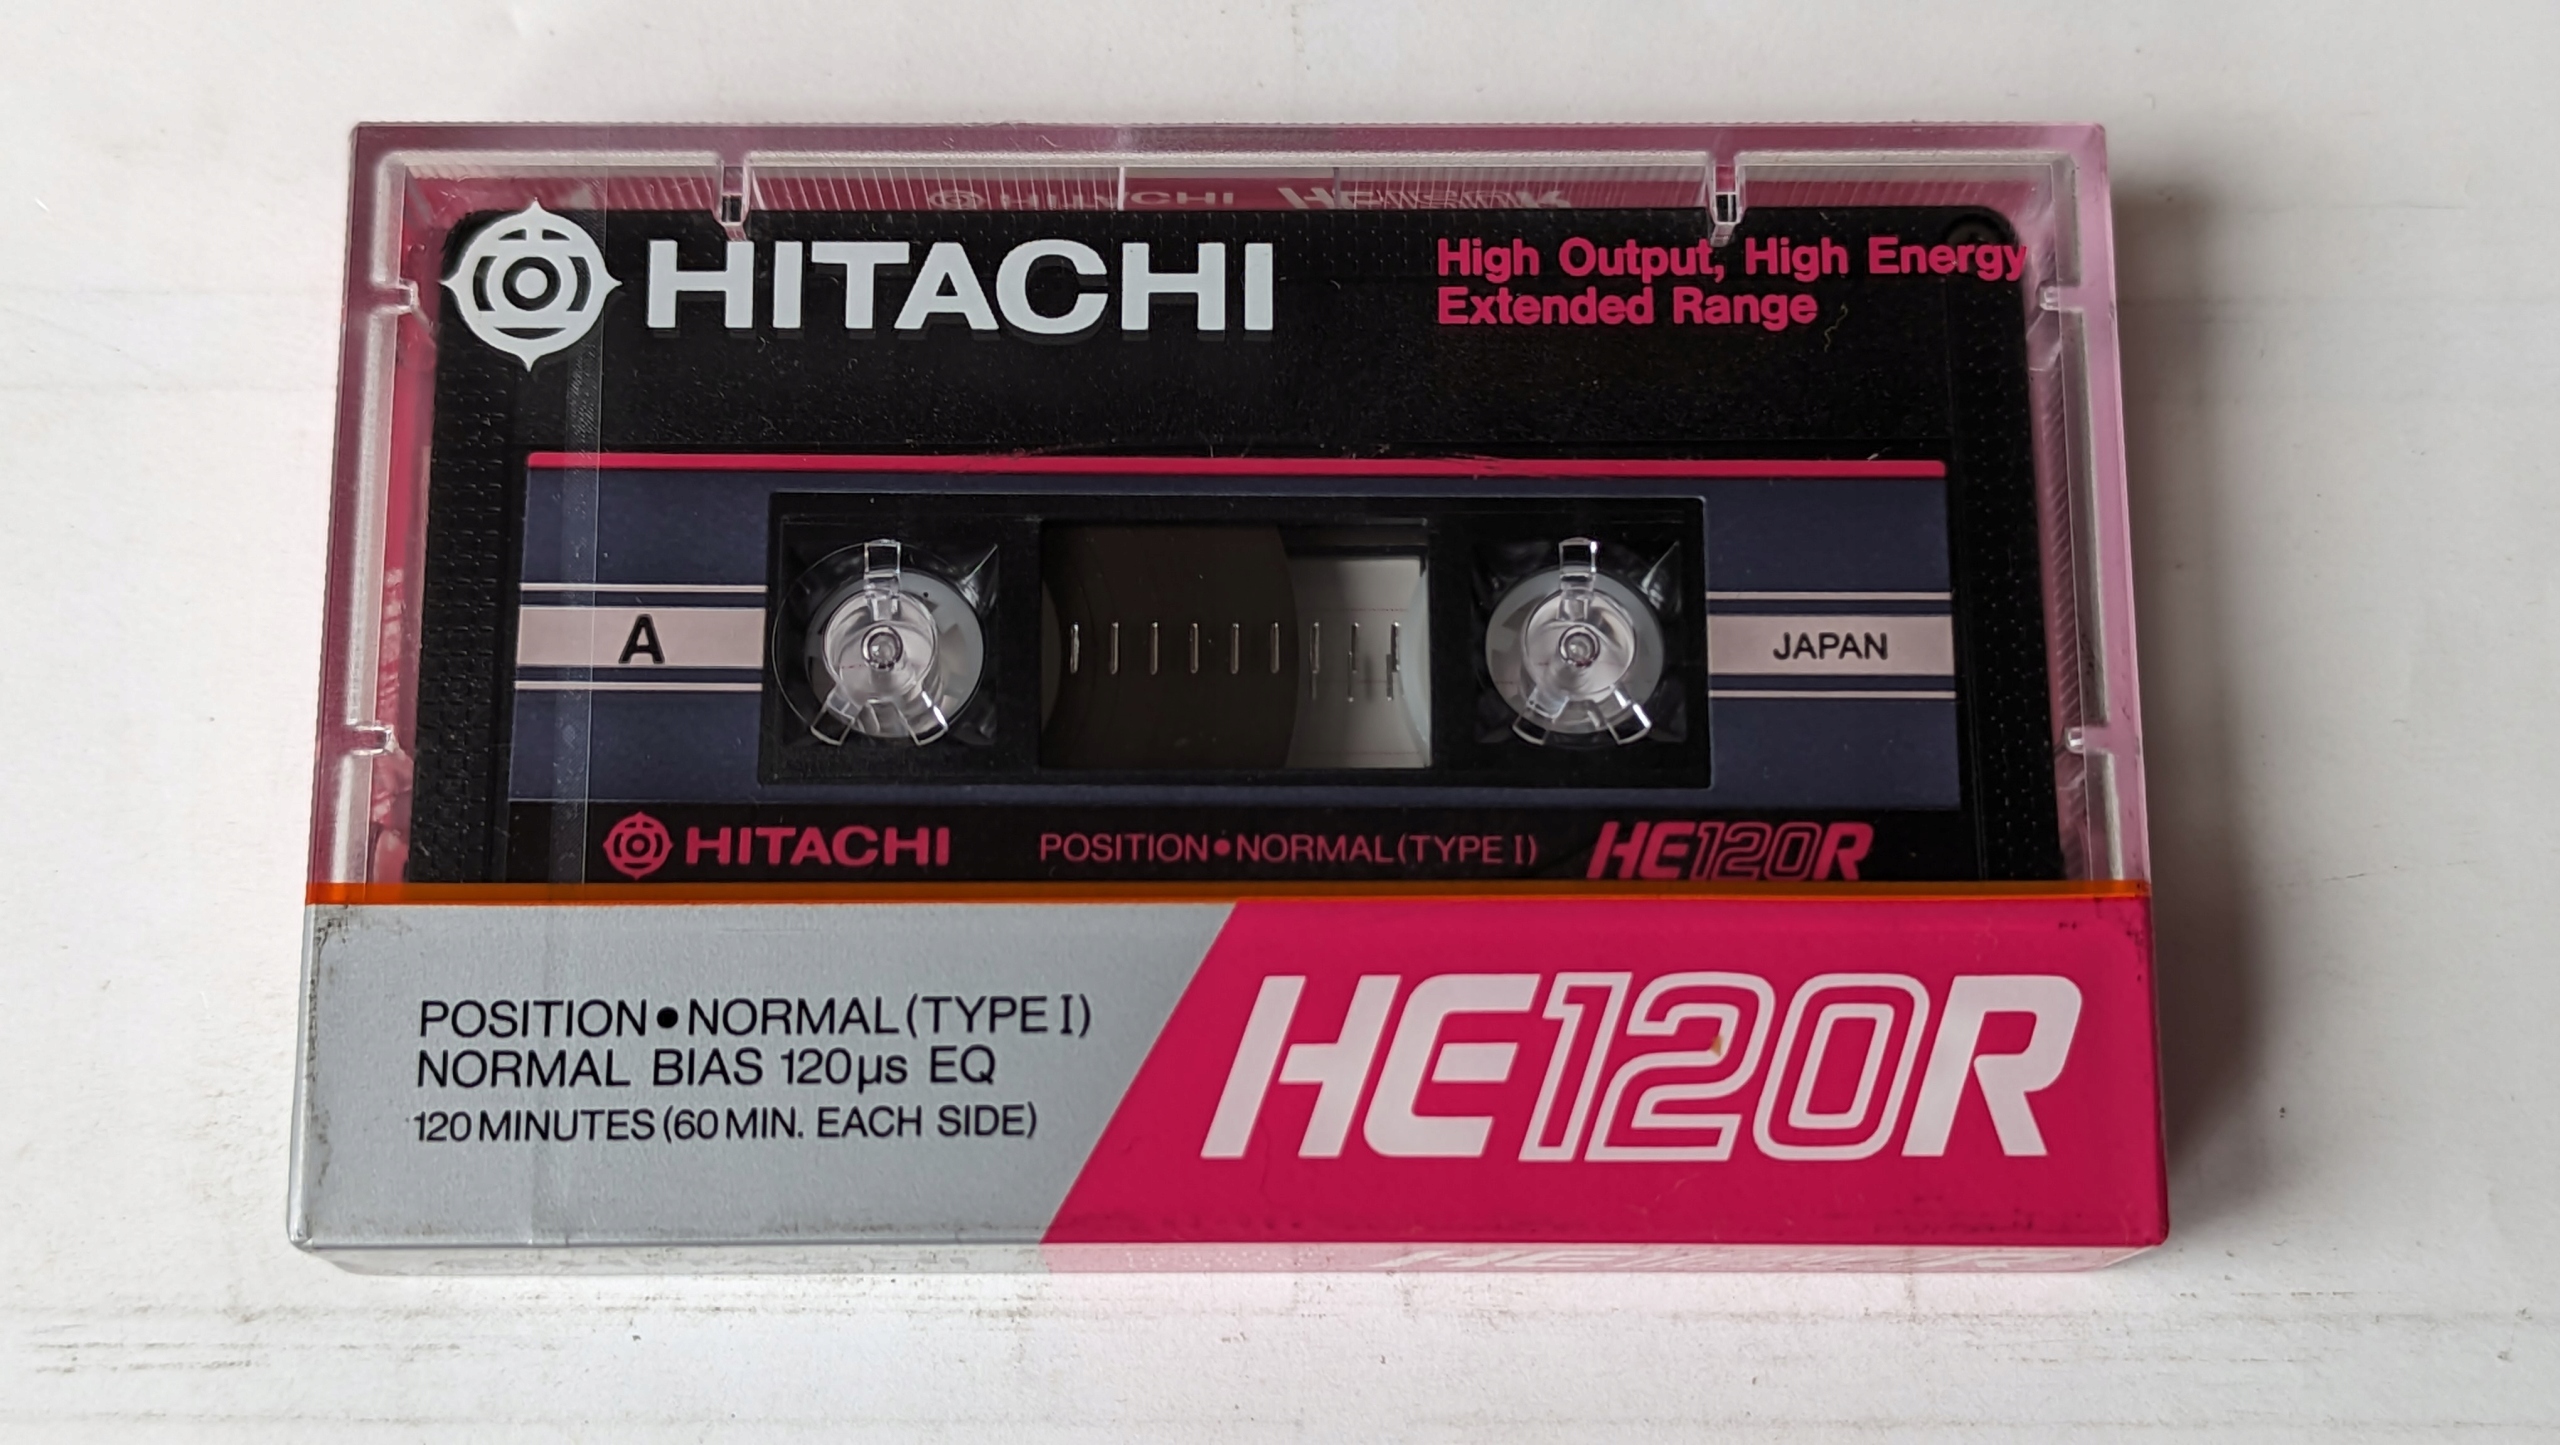 HITACHI
High Output, High Energy
Extended Range
A
JAPAN
HITACHI
POSITION•NORMAL(TYPE I)
HE120R
POSITION•NORMAL(TYPE I)
NORMAL BIAS 120µs EQ
120 MINUTES (60 MIN. EACH SIDE)
HE120R